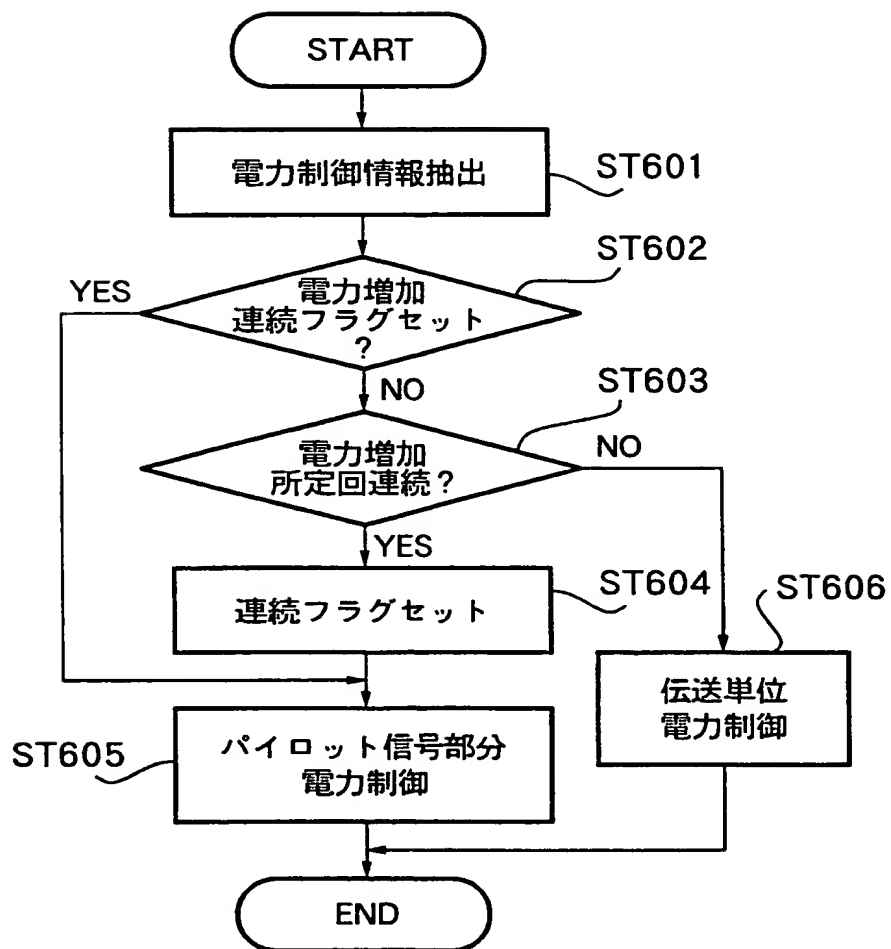 START
電力制御情報抽出
ST601
ST602
YES
電力増加
連続フラグセット
?
NO
ST603
電力増加
所定回連続?
NO
YES
ST604
連続フラグセット
ST606
伝送単位
電力制御
ST605
パイロット信号部分
電力制御
END